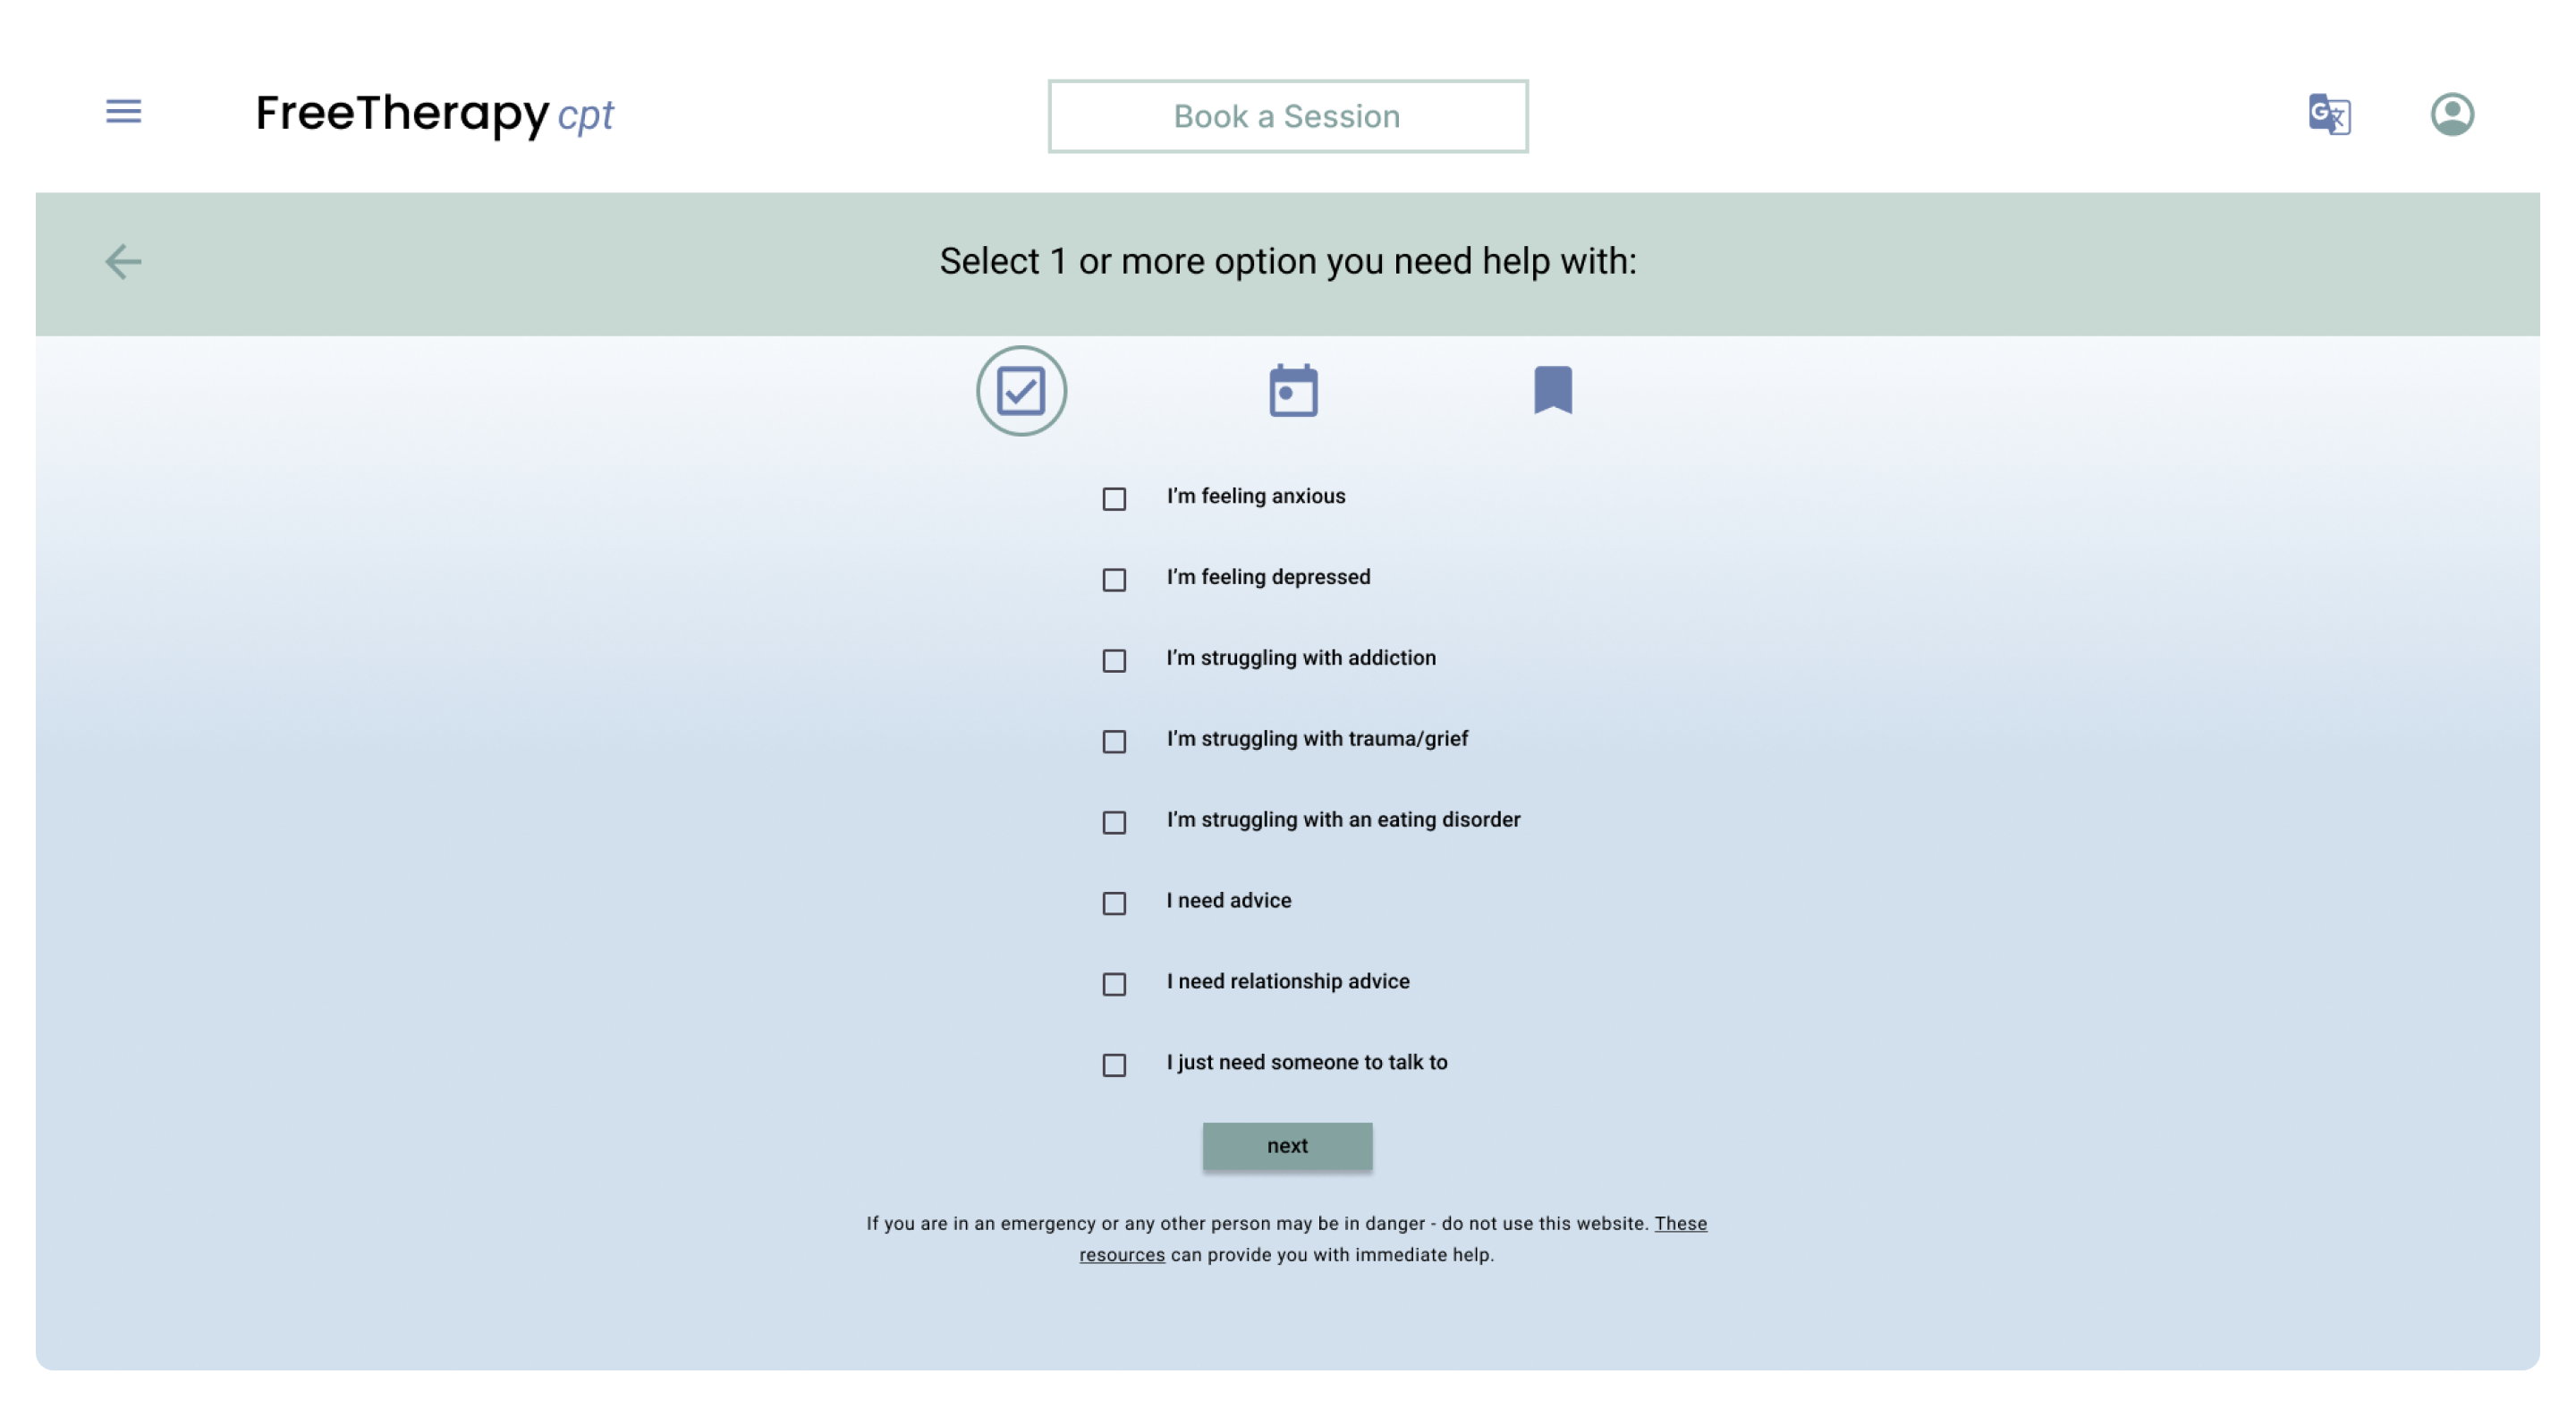 FreeTherapy cpt
Book a Session
Select 1 or more option you need help with:
I'm feeling anxious
I'm feeling depressed
I'm struggling with addiction
I'm struggling with trauma/grief
I'm struggling with an eating disorder
I need advice
I need relationship advice
I just need someone to talk to
next
If you are in an emergency or any other person may be in danger - do not use this website. These
resources can provide you with immediate help.